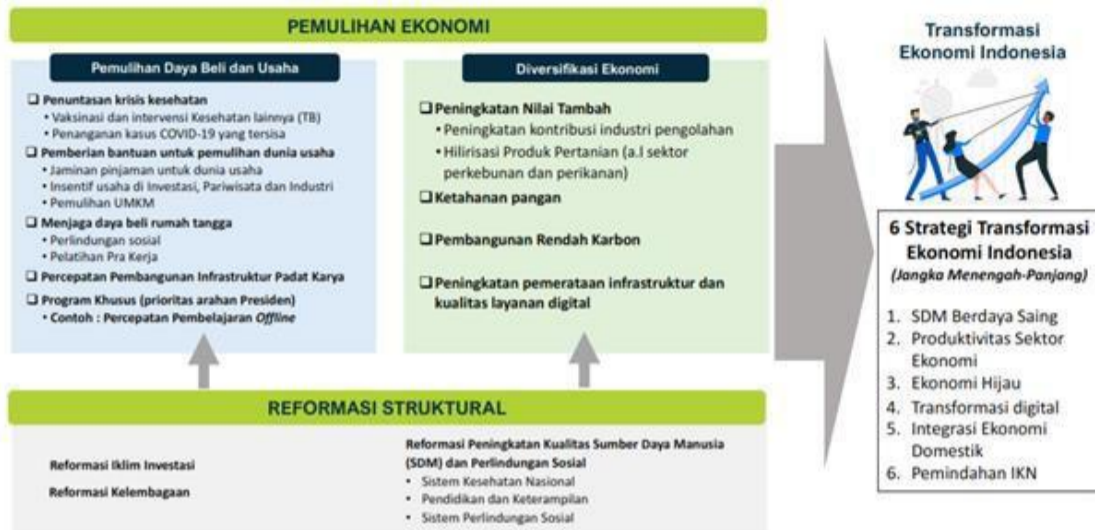 PEMULIHAN EKONOMI
Pemulihan Daya Beli dan Usaha
❑ Penuntasan krisis kesehatan
• Vaksinasi dan intervensi Kesehatan lainnya (TB)
• Penanganan kasus COVID-19 yang tersisa
❑ Pemberian bantuan untuk pemulihan dunia usaha
• Jaminan pinjaman untuk dunia usaha
• Insentif usaha di Investasi, Pariwisata dan Industri
• Pemulihan UMKM
❑ Menjaga daya beli rumah tangga
• Perlindungan sosial
• Pelatihan Pra Kerja
❑ Percepatan Pembangunan Infrastruktur Padat Karya
❑ Program Khusus (prioritas arahan Presiden)
• Contoh : Percepatan Pembelajaran Offline
Diversifikasi Ekonomi
❑ Peningkatan Nilai Tambah
• Peningkatan kontribusi industri pengolahan
• Hilirisasi Produk Pertanian (a.l sektor
perkebunan dan perikanan)
❑ Ketahanan pangan
❑ Pembangunan Rendah Karbon
❑ Peningkatan pemerataan infrastruktur dan
kualitas layanan digital
REFORMASI STRUKTURAL
Reformasi Iklim Investasi
Reformasi Kelembagaan
Reformasi Peningkatan Kualitas Sumber Daya Manusia
(SDM) dan Perlindungan Sosial
• Sistem Kesehatan Nasional
• Pendidikan dan Keterampilan
• Sistem Perlindungan Sosial
Transformasi
Ekonomi Indonesia
6 Strategi Transformasi
Ekonomi Indonesia
(Jangka Menengah-Panjang)
1. SDM Berdaya Saing
2. Produktivitas Sektor
Ekonomi
3. Ekonomi Hijau
4. Transformasi digital
5. Integrasi Ekonomi
Domestik
6. Pemindahan IKN